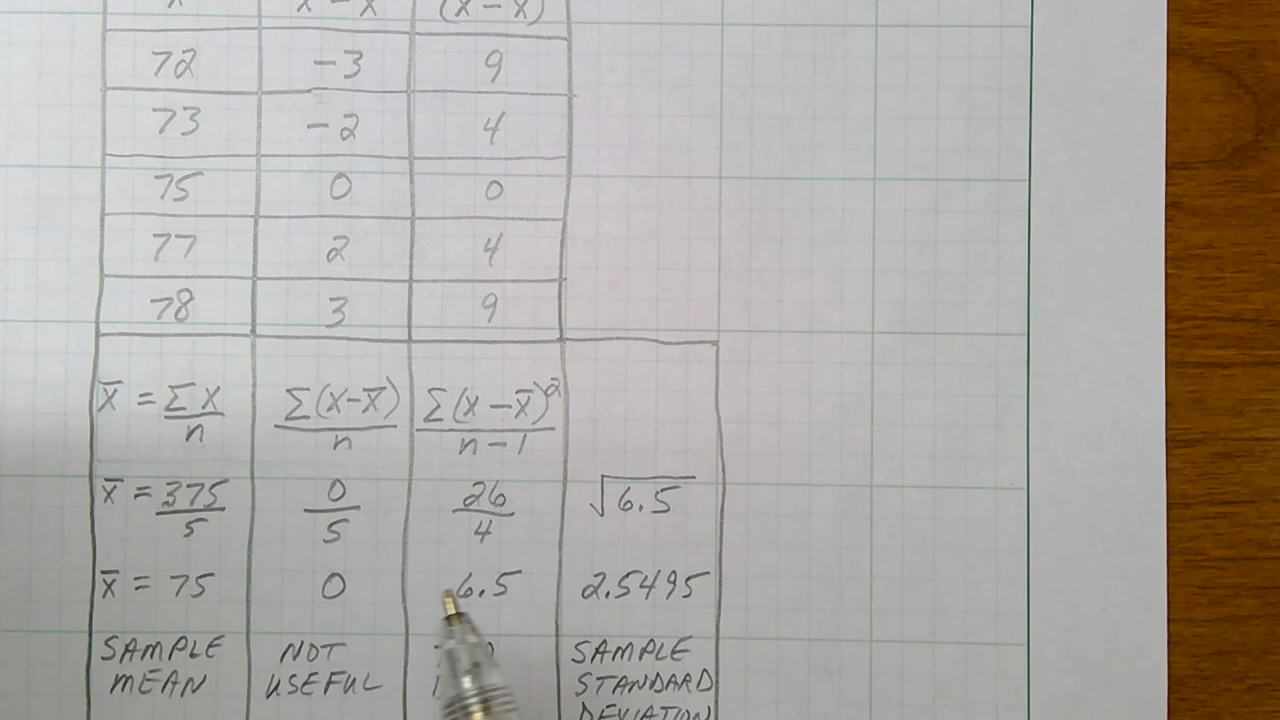 x x − x̄ (x − x̄)
72 −3 9
73 −2 4
75 0 0
77 2 4
78 3 9
x̄ = Σx/n Σ(x−x̄)/n Σ(x−x̄)²/n−1
x̄ = 375/5 0/5 26/4 √6.5
x̄ = 75 0 6.5 2.5495
SAMPLE NOT SAMPLE
MEAN USEFUL STANDARD
DEVIATION